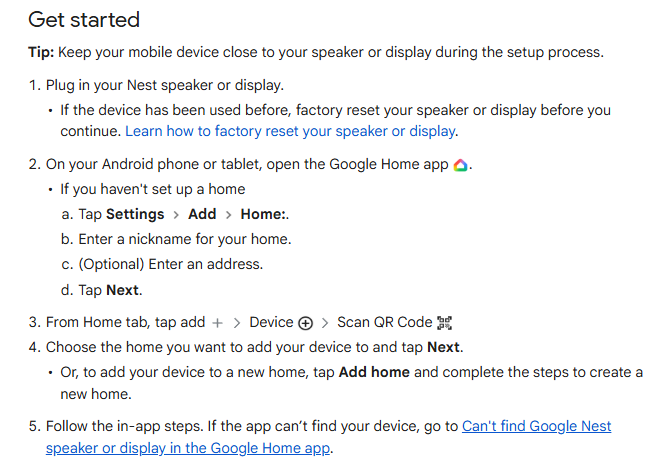 Get started
Tip: Keep your mobile device close to your speaker or display during the setup process.
1. Plug in your Nest speaker or display.
• If the device has been used before, factory reset your speaker or display before you
continue. Learn how to factory reset your speaker or display.
2. On your Android phone or tablet, open the Google Home app .
• If you haven't set up a home
a. Tap Settings > Add > Home:.
b. Enter a nickname for your home.
c. (Optional) Enter an address.
d. Tap Next.
3. From Home tab, tap add + > Device ⊕ > Scan QR Code
4. Choose the home you want to add your device to and tap Next.
• Or, to add your device to a new home, tap Add home and complete the steps to create a
new home.
5. Follow the in-app steps. If the app can’t find your device, go to Can't find Google Nest
speaker or display in the Google Home app.